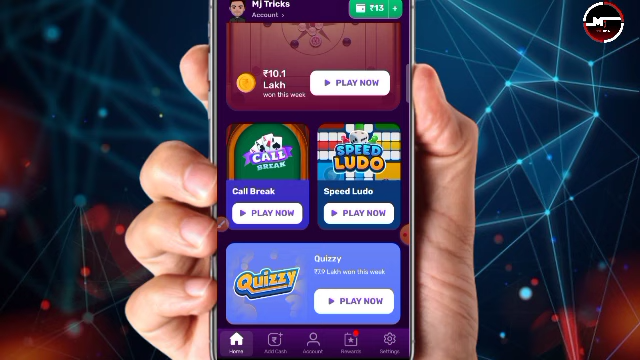 Mj Tricks
Account >
₹13 +
₹10.1
Lakh
won this week
PLAY NOW
CALL
BREAK
SPEED
LUDO
Call Break
Speed Ludo
PLAY NOW
PLAY NOW
Quizzy
Quizzy
₹7.9 Lakh won this week
PLAY NOW
Home
Add Cash
Account
Rewards
Settings
MJ